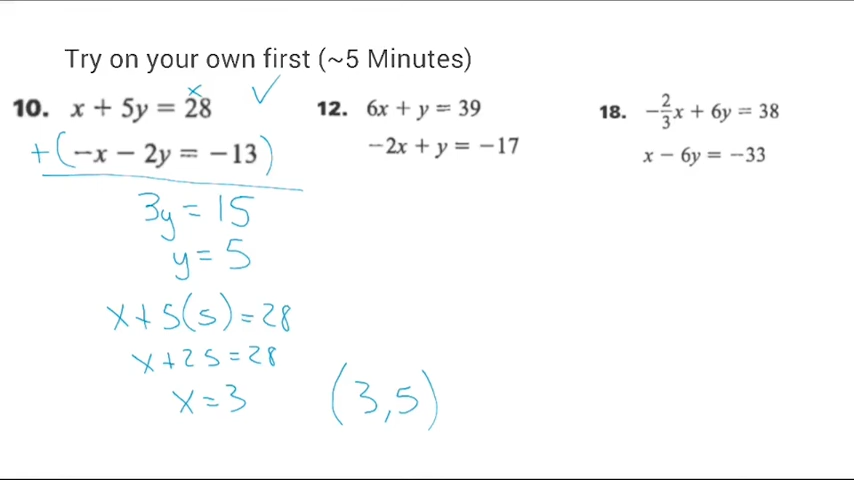 Try on your own first (~5 Minutes)
10. x + 5y = 28
x ✓
+ (−x − 2y = −13)
3y = 15
y = 5
x + 5(5) = 28
x + 25 = 28
x = 3
(3,5)
12. 6x + y = 39
−2x + y = −17
18. −2/3x + 6y = 38
x − 6y = −33